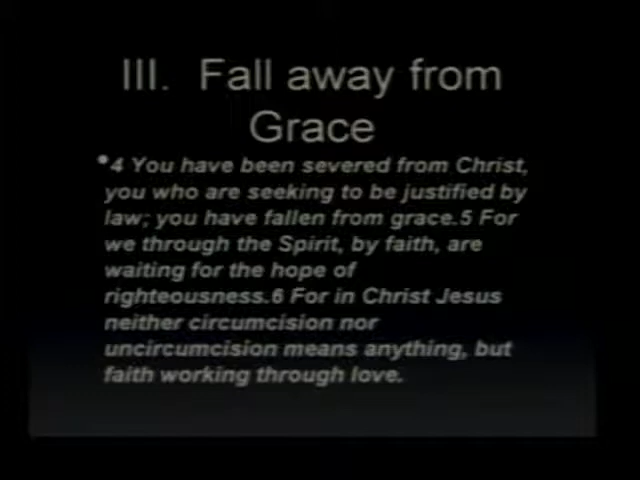 III. Fall away from
Grace
•4 You have been severed from Christ,
you who are seeking to be justified by
law; you have fallen from grace.5 For
we through the Spirit, by faith, are
waiting for the hope of
righteousness.6 For in Christ Jesus
neither circumcision nor
uncircumcision means anything, but
faith working through love.